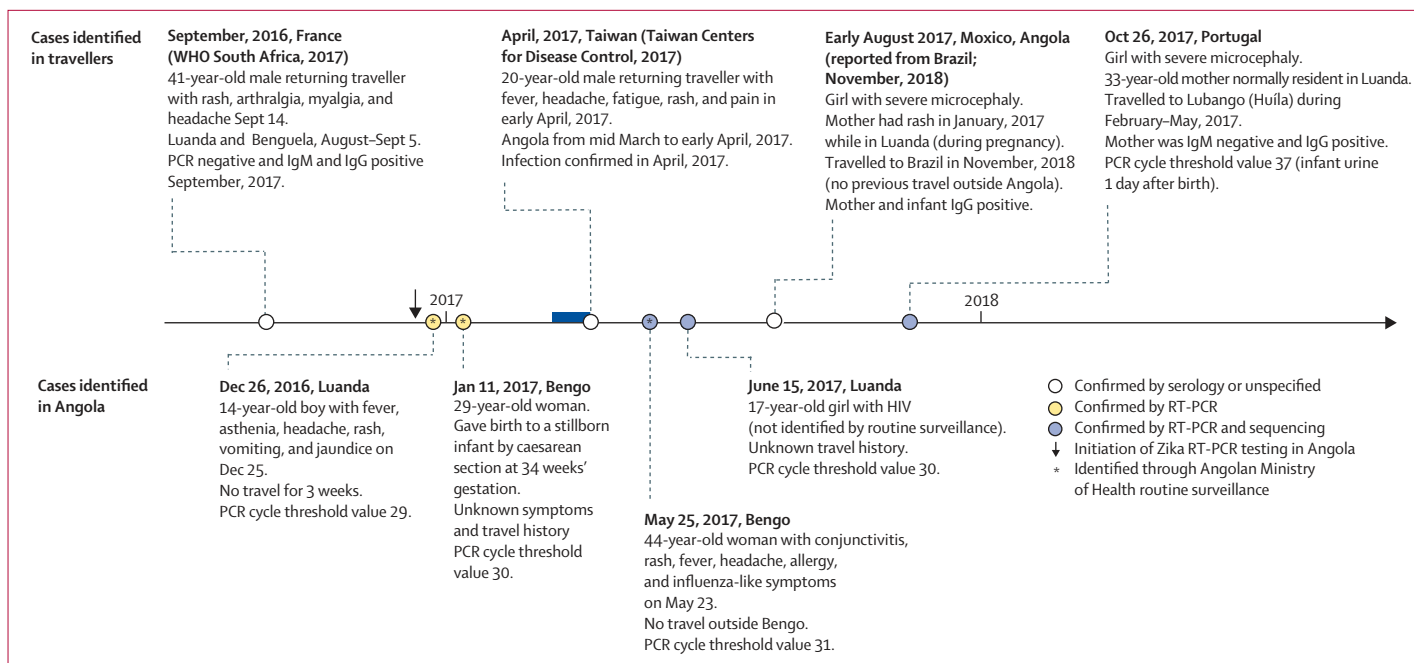 Cases identified
in travellers
September, 2016, France
(WHO South Africa, 2017)
41-year-old male returning traveller
with rash, arthralgia, myalgia, and
headache Sept 14.
Luanda and Benguela, August–Sept 5.
PCR negative and IgM and IgG positive
September, 2017.
April, 2017, Taiwan (Taiwan Centers
for Disease Control, 2017)
20-year-old male returning traveller with
fever, headache, fatigue, rash, and pain in
early April, 2017.
Angola from mid March to early April, 2017.
Infection confirmed in April, 2017.
Early August 2017, Moxico, Angola
(reported from Brazil;
November, 2018)
Girl with severe microcephaly.
Mother had rash in January, 2017
while in Luanda (during pregnancy).
Travelled to Brazil in November, 2018
(no previous travel outside Angola).
Mother and infant IgG positive.
Oct 26, 2017, Portugal
Girl with severe microcephaly.
33-year-old mother normally resident in Luanda.
Travelled to Lubango (Huíla) during
February–May, 2017.
Mother was IgM negative and IgG positive.
PCR cycle threshold value 37 (infant urine
1 day after birth).
2017
2018
*
*
*
Cases identified
in Angola
Dec 26, 2016, Luanda
14-year-old boy with fever,
asthenia, headache, rash,
vomiting, and jaundice on
Dec 25.
No travel for 3 weeks.
PCR cycle threshold value 29.
Jan 11, 2017, Bengo
29-year-old woman.
Gave birth to a stillborn
infant by caesarean
section at 34 weeks'
gestation.
Unknown symptoms
and travel history
PCR cycle threshold
value 30.
May 25, 2017, Bengo
44-year-old woman with conjunctivitis,
rash, fever, headache, allergy,
and influenza-like symptoms
on May 23.
No travel outside Bengo.
PCR cycle threshold value 31.
June 15, 2017, Luanda
17-year-old girl with HIV
(not identified by routine surveillance).
Unknown travel history.
PCR cycle threshold value 30.
Confirmed by serology or unspecified
Confirmed by RT-PCR
Confirmed by RT-PCR and sequencing
Initiation of Zika RT-PCR testing in Angola
* Identified through Angolan Ministry
of Health routine surveillance